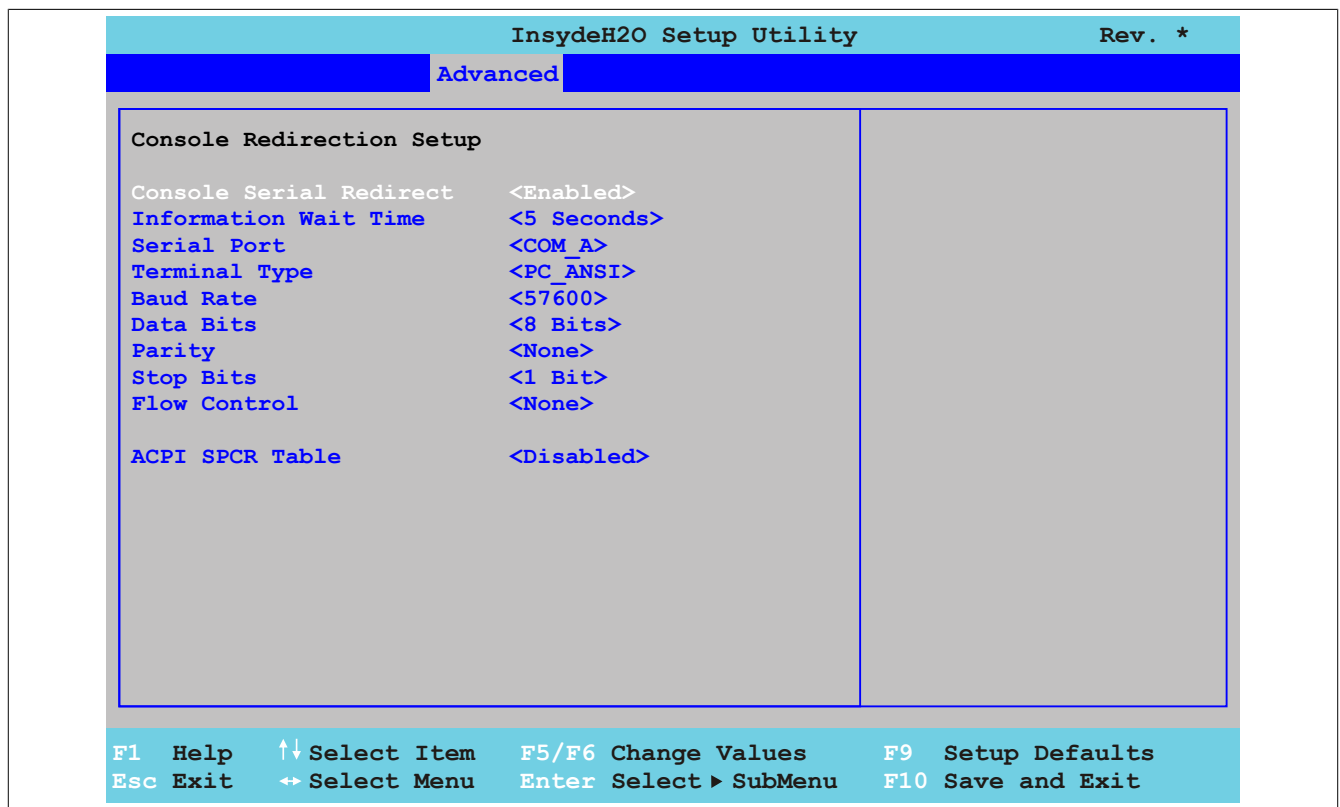 InsydeH2O Setup Utility Rev. *
Advanced
Console Redirection Setup
Console Serial Redirect <Enabled>
Information Wait Time <5 Seconds>
Serial Port <COM_A>
Terminal Type <PC_ANSI>
Baud Rate <57600>
Data Bits <8 Bits>
Parity <None>
Stop Bits <1 Bit>
Flow Control <None>
ACPI SPCR Table <Disabled>
F1 Help ↑↓ Select Item F5/F6 Change Values F9 Setup Defaults
Esc Exit ↔ Select Menu Enter Select ▶ SubMenu F10 Save and Exit